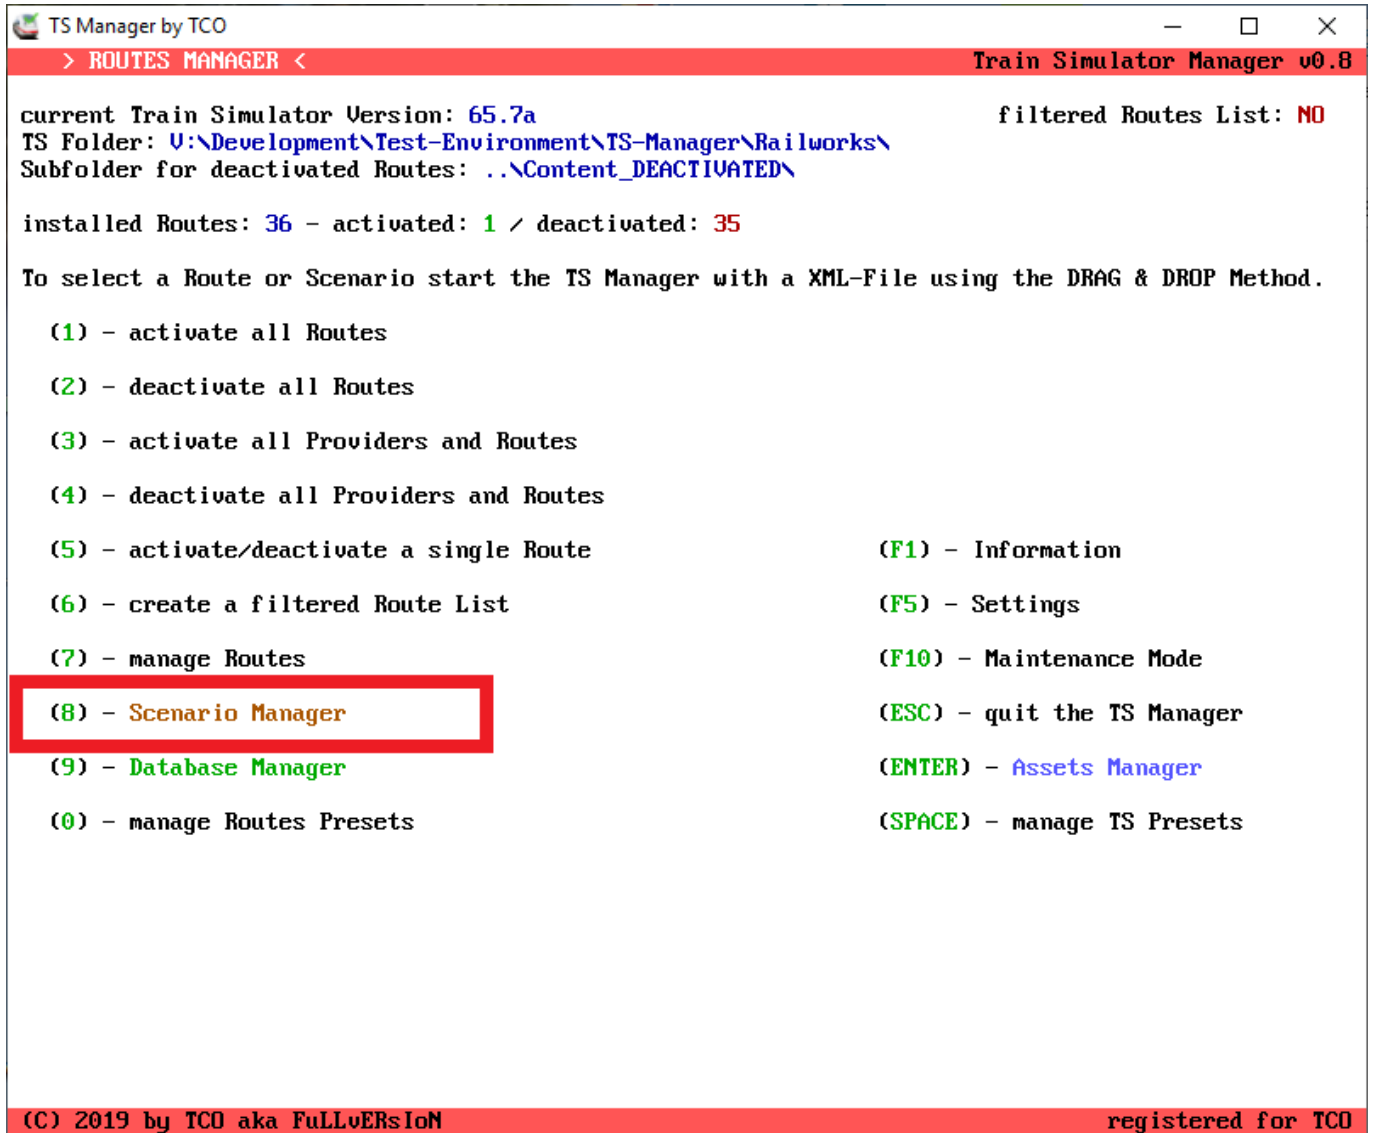 TS Manager by TCO
> ROUTES MANAGER < Train Simulator Manager v0.8
current Train Simulator Version: 65.7a filtered Routes List: NO
TS Folder: V:\Development\Test-Environment\TS-Manager\Railworks\
Subfolder for deactivated Routes: ..\Content_DEACTIVATED\
installed Routes: 36 - activated: 1 / deactivated: 35
To select a Route or Scenario start the TS Manager with a XML-File using the DRAG & DROP Method.
(1) - activate all Routes
(2) - deactivate all Routes
(3) - activate all Providers and Routes
(4) - deactivate all Providers and Routes
(5) - activate/deactivate a single Route (F1) - Information
(6) - create a filtered Route List (F5) - Settings
(7) - manage Routes (F10) - Maintenance Mode
(8) - Scenario Manager (ESC) - quit the TS Manager
(9) - Database Manager (ENTER) - Assets Manager
(0) - manage Routes Presets (SPACE) - manage TS Presets
(C) 2019 by TCO aka FuLLvERsIoN registered for TCO